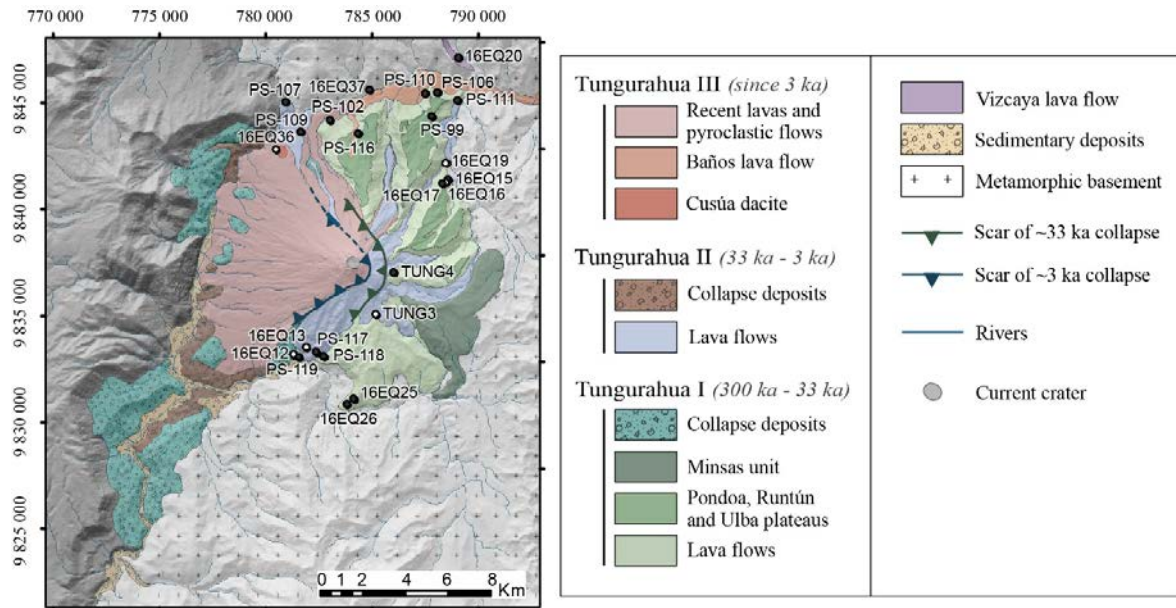 770 000
780 000
785 000
790 000
9 845 000
9 840 000
9 835 000
9 830 000
9 825 000
16EQ20
PS-110
PS-106
16EQ37
PS-107
PS-102
PS-111
PS-109
16EQ36
PS-99
PS-116
16EQ19
16EQ15
16EQ17
16EQ16
TUNG4
TUNG3
16EQ13
PS-117
16EQ12
PS-118
PS-119
16EQ25
16EQ26
0 1 2 4 6 8
Km
Tungurahua III (since 3 ka)
Recent lavas and
pyroclastic flows
Baños lava flow
Cusúa dacite
Tungurahua II (33 ka - 3 ka)
Collapse deposits
Lava flows
Tungurahua I (300 ka - 33 ka)
Collapse deposits
Minsas unit
Pondoa, Runtún
and Ulba plateaus
Lava flows
Vizcaya lava flow
Sedimentary deposits
Metamorphic basement
Scar of ~33 ka collapse
Scar of ~3 ka collapse
Rivers
Current crater